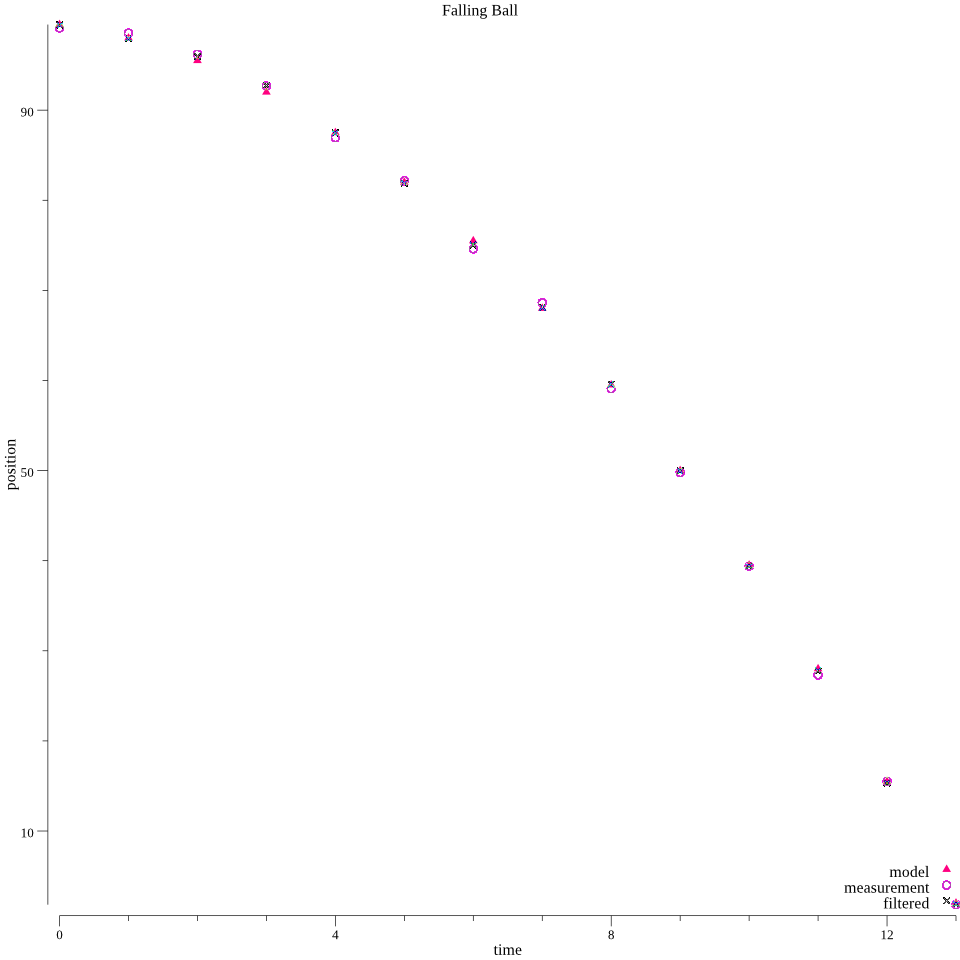 Falling Ball
90
50
10
position
model
measurement
filtered
0
4
8
12
time